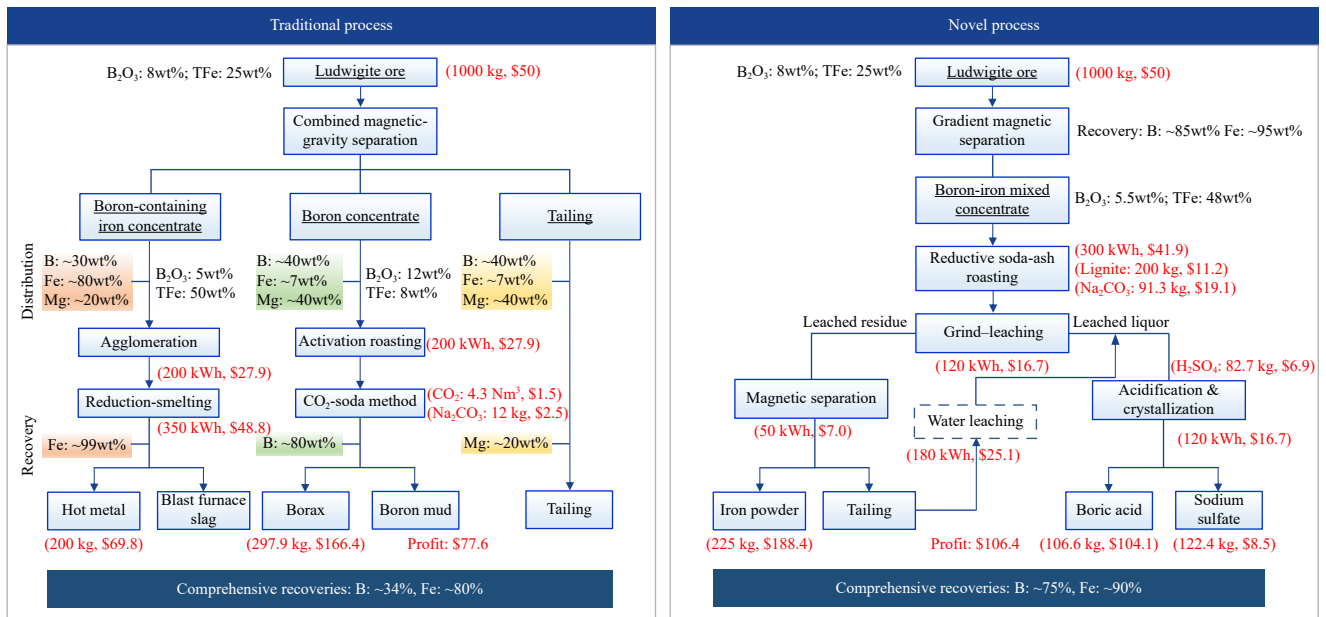 Traditional process
B₂O₃: 8wt%; TFe: 25wt%
Ludwigite ore
(1000 kg, $50)
Combined magnetic-
gravity separation
Boron-containing
iron concentrate
Boron concentrate
Tailing
Distribution
B: ~30wt%
Fe: ~80wt%
Mg: ~20wt%
B₂O₃: 5wt%
TFe: 50wt%
B: ~40wt%
Fe: ~7wt%
Mg: ~40wt%
B₂O₃: 12wt%
TFe: 8wt%
B: ~40wt%
Fe: ~7wt%
Mg: ~40wt%
Agglomeration
(200 kWh, $27.9)
Activation roasting
(200 kWh, $27.9)
Reduction-smelting
(350 kWh, $48.8)
CO₂-soda method
(CO₂: 4.3 Nm³, $1.5)
(Na₂CO₃: 12 kg, $2.5)
Recovery
Fe: ~99wt%
B: ~80wt%
Mg: ~20wt%
Hot metal
Blast furnace
slag
Borax
Boron mud
Tailing
(200 kg, $69.8)
(297.9 kg, $166.4)
Profit: $77.6
Comprehensive recoveries: B: ~34%, Fe: ~80%
Novel process
B₂O₃: 8wt%; TFe: 25wt%
Ludwigite ore
(1000 kg, $50)
Gradient magnetic
separation
Recovery: B: ~85wt% Fe: ~95wt%
Boron-iron mixed
concentrate
B₂O₃: 5.5wt%; TFe: 48wt%
Reductive soda-ash
roasting
(300 kWh, $41.9)
(Lignite: 200 kg, $11.2)
(Na₂CO₃: 91.3 kg, $19.1)
Leached residue
Grind–leaching
Leached liquor
(120 kWh, $16.7)
(H₂SO₄: 82.7 kg, $6.9)
Magnetic separation
(50 kWh, $7.0)
Water leaching
(180 kWh, $25.1)
Acidification &
crystallization
(120 kWh, $16.7)
Iron powder
Tailing
Boric acid
Sodium
sulfate
(225 kg, $188.4)
Profit: $106.4
(106.6 kg, $104.1)
(122.4 kg, $8.5)
Comprehensive recoveries: B: ~75%, Fe: ~90%